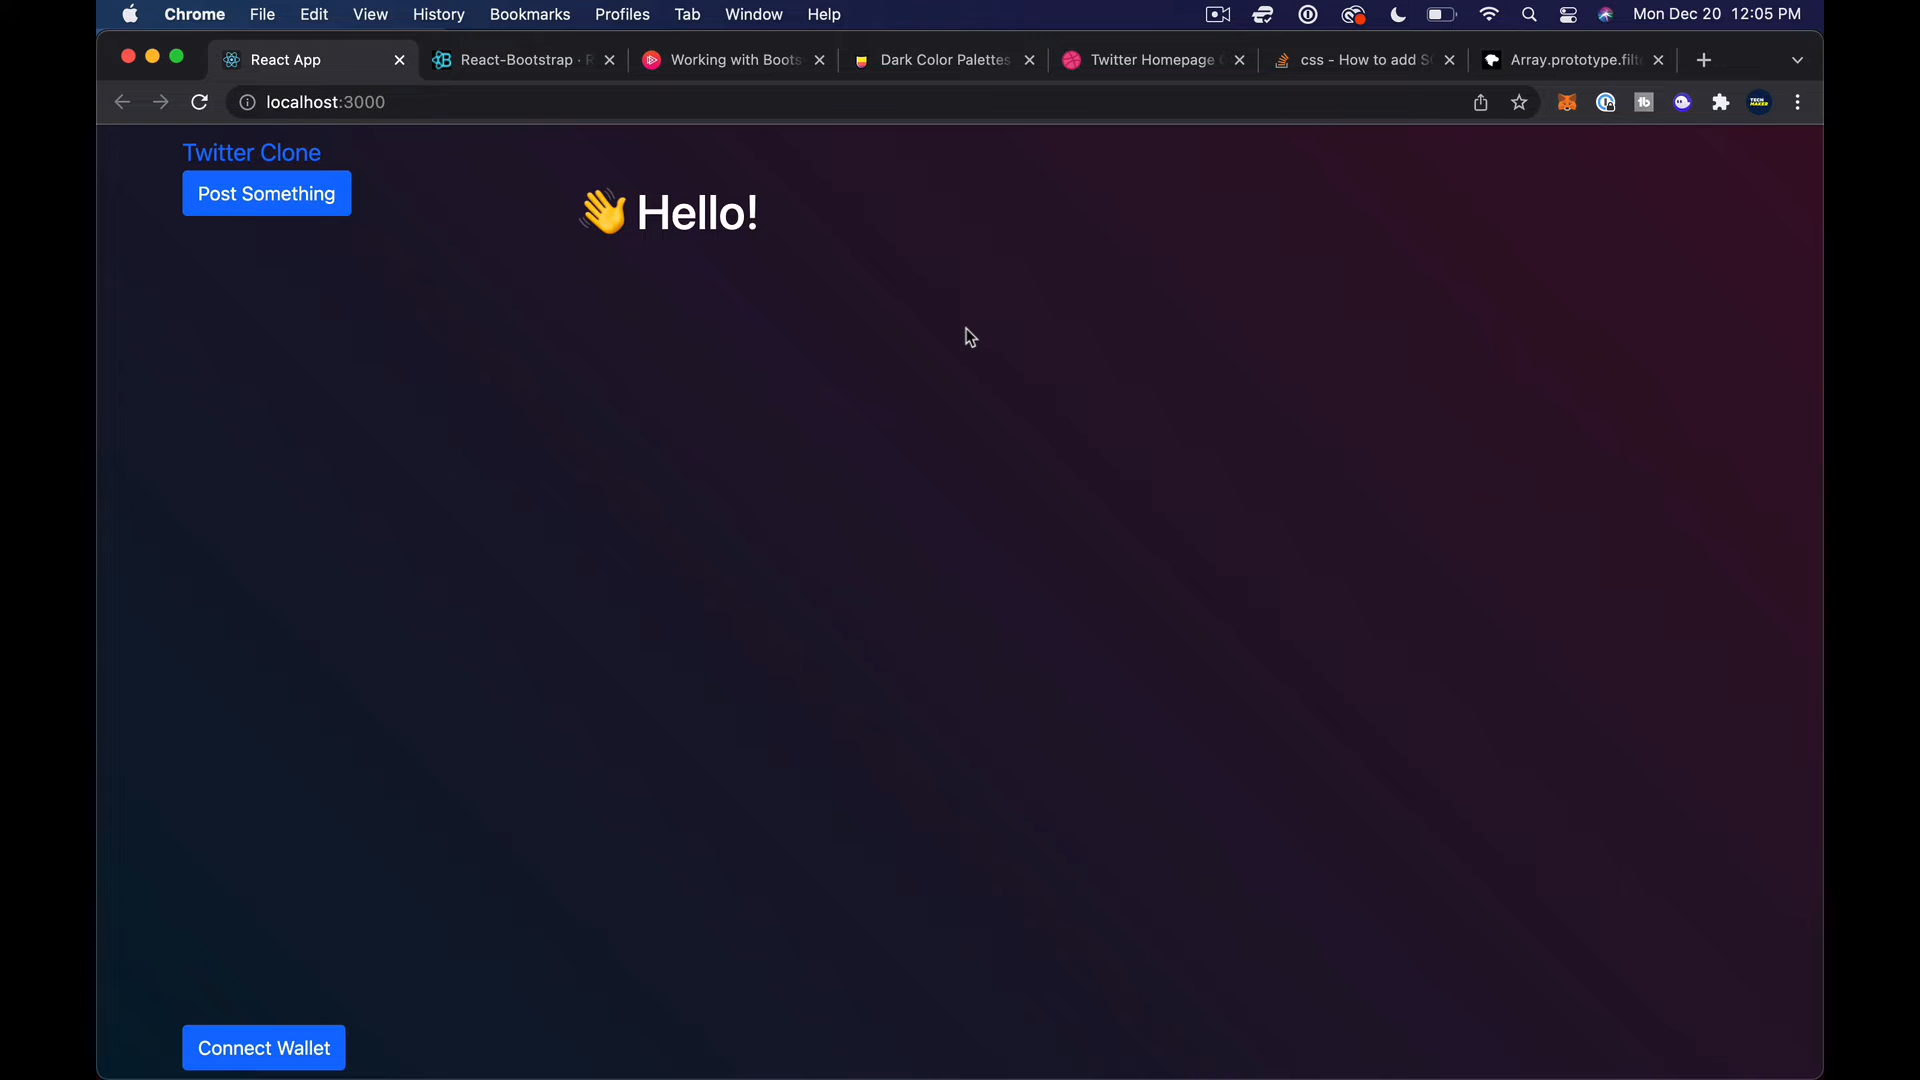 Chrome File Edit View History Bookmarks Profiles Tab Window Help Mon Dec 20 12:05 PM
React App React-Bootstrap · R Working with Boots Dark Color Palettes Twitter Homepage css - How to add S Array.prototype.filt
localhost:3000
Twitter Clone
Post Something
👋 Hello!
Connect Wallet